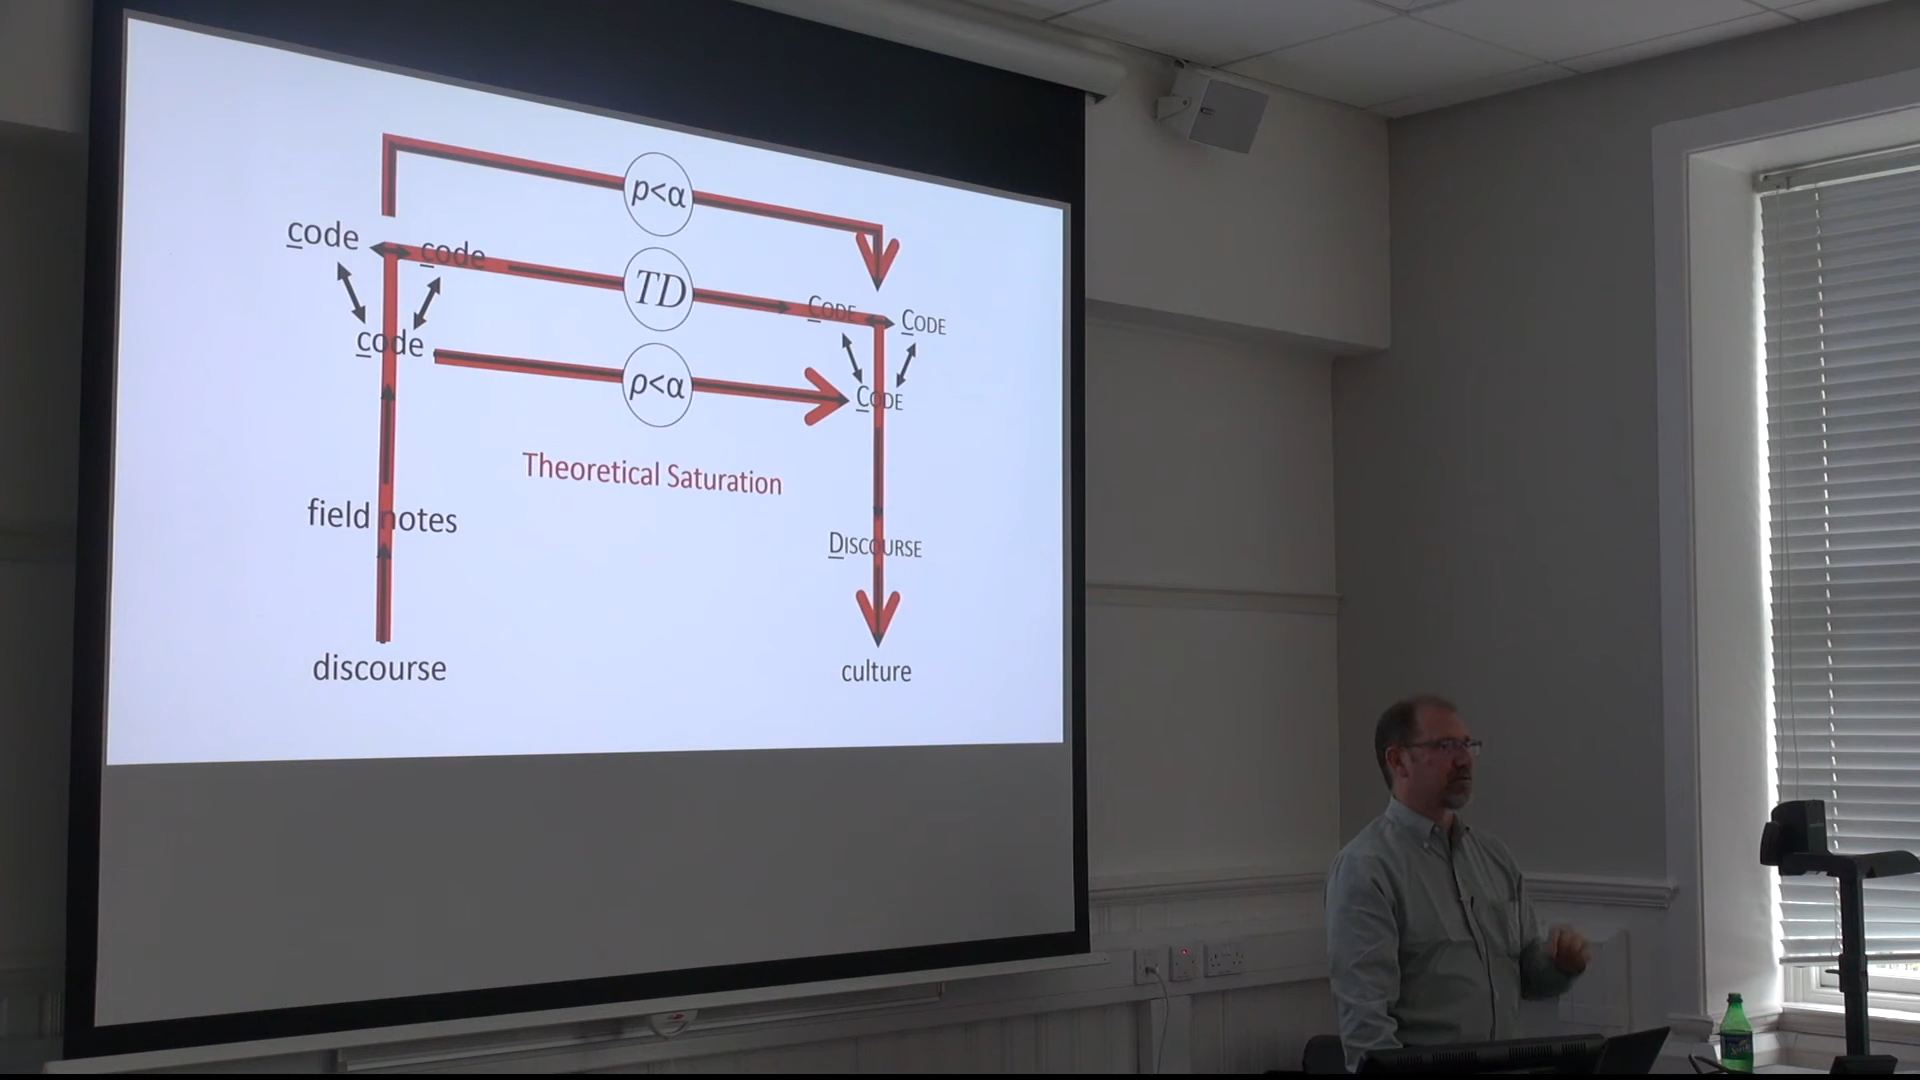 p<α
code
code
TD
CODE
CODE
code
ρ<α
CODE
Theoretical Saturation
field notes
DISCOURSE
discourse
culture